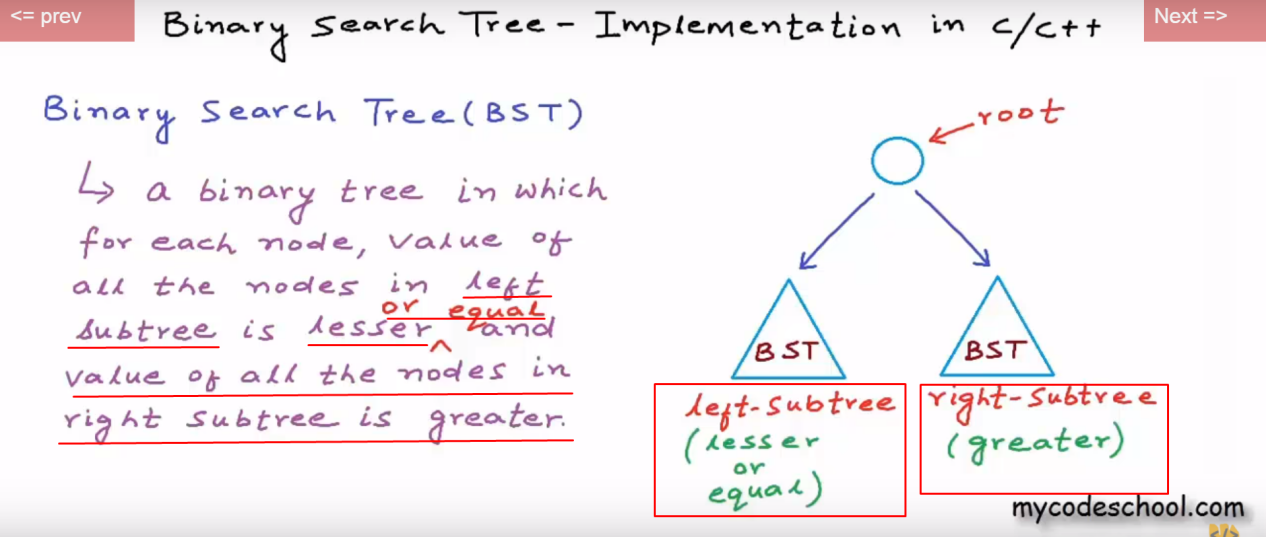 <= prev
Binary Search Tree - Implementation in C/C++
Next =>
Binary Search Tree (BST)
↳ a binary tree in which
for each node, value of
all the nodes in left
or equal
subtree is lesser ^ and
value of all the nodes in
right subtree is greater.
root
BST
BST
left-subtree
(lesser
or
equal)
right-subtree
(greater)
mycodeschool.com